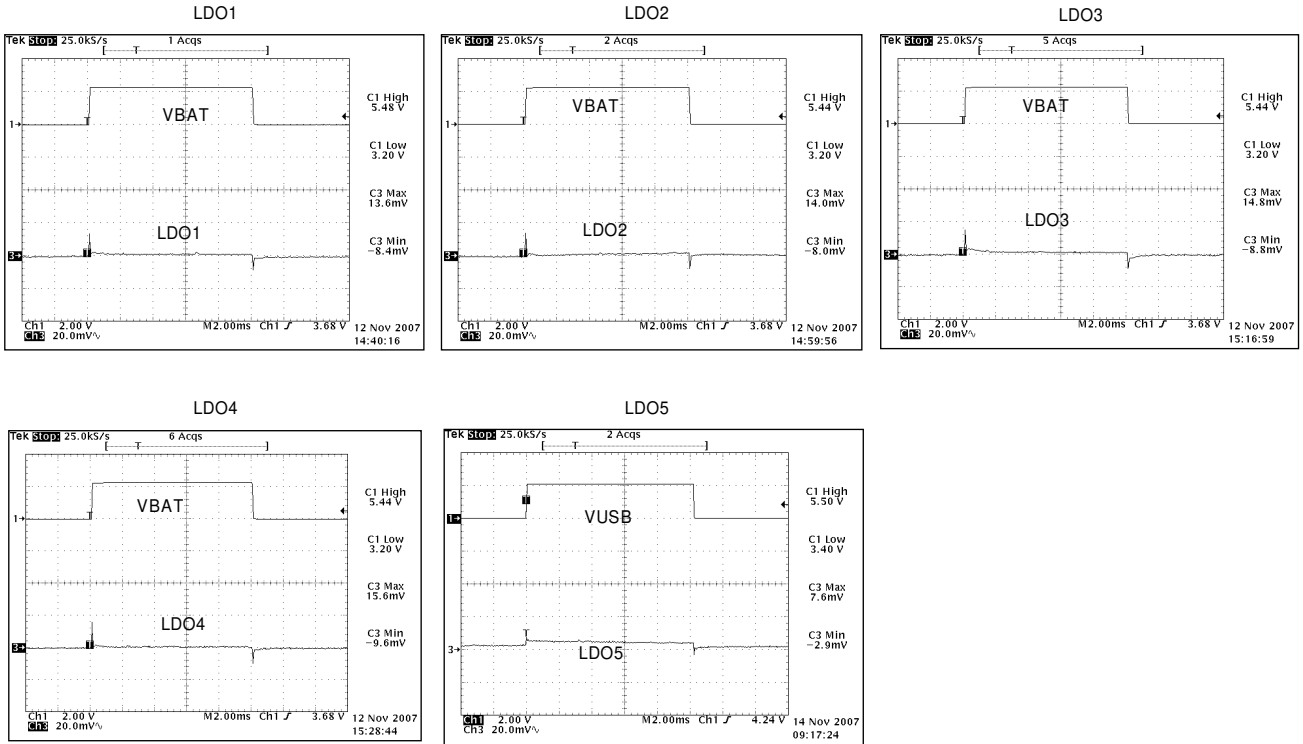 LDO1
LDO2
LDO3
Tek Stop: 25.0kS/s 1 Acqs
T
VBAT
1
LDO1
T
3
C1 High
5.48 V
C1 Low
3.20 V
C3 Max
13.6mV
C3 Min
-8.4mV
Ch1 2.00 V M2.00ms Ch1 3.68 V
Ch3 20.0mV
12 Nov 2007
14:40:16
Tek Stop: 25.0kS/s 2 Acqs
T
VBAT
1
LDO2
T
3
C1 High
5.44 V
C1 Low
3.20 V
C3 Max
14.0mV
C3 Min
-8.0mV
Ch1 2.00 V M2.00ms Ch1 3.68 V
Ch3 20.0mV
12 Nov 2007
14:59:56
Tek Stop: 25.0kS/s 5 Acqs
T
VBAT
1
LDO3
T
3
C1 High
5.44 V
C1 Low
3.20 V
C3 Max
14.8mV
C3 Min
-8.8mV
Ch1 2.00 V M2.00ms Ch1 3.68 V
Ch3 20.0mV
12 Nov 2007
15:16:59
LDO4
LDO5
Tek Stop: 25.0kS/s 6 Acqs
T
VBAT
1
LDO4
T
3
C1 High
5.44 V
C1 Low
3.20 V
C3 Max
15.6mV
C3 Min
-9.6mV
Ch1 2.00 V M2.00ms Ch1 3.68 V
Ch3 20.0mV
12 Nov 2007
15:28:44
Tek Stop: 25.0kS/s 2 Acqs
T
T
VUSB
1
LDO5
3
C1 High
5.50 V
C1 Low
3.40 V
C3 Max
7.6mV
C3 Min
-2.9mV
Ch1 2.00 V M2.00ms Ch1 4.24 V
Ch3 20.0mV
14 Nov 2007
09:17:24